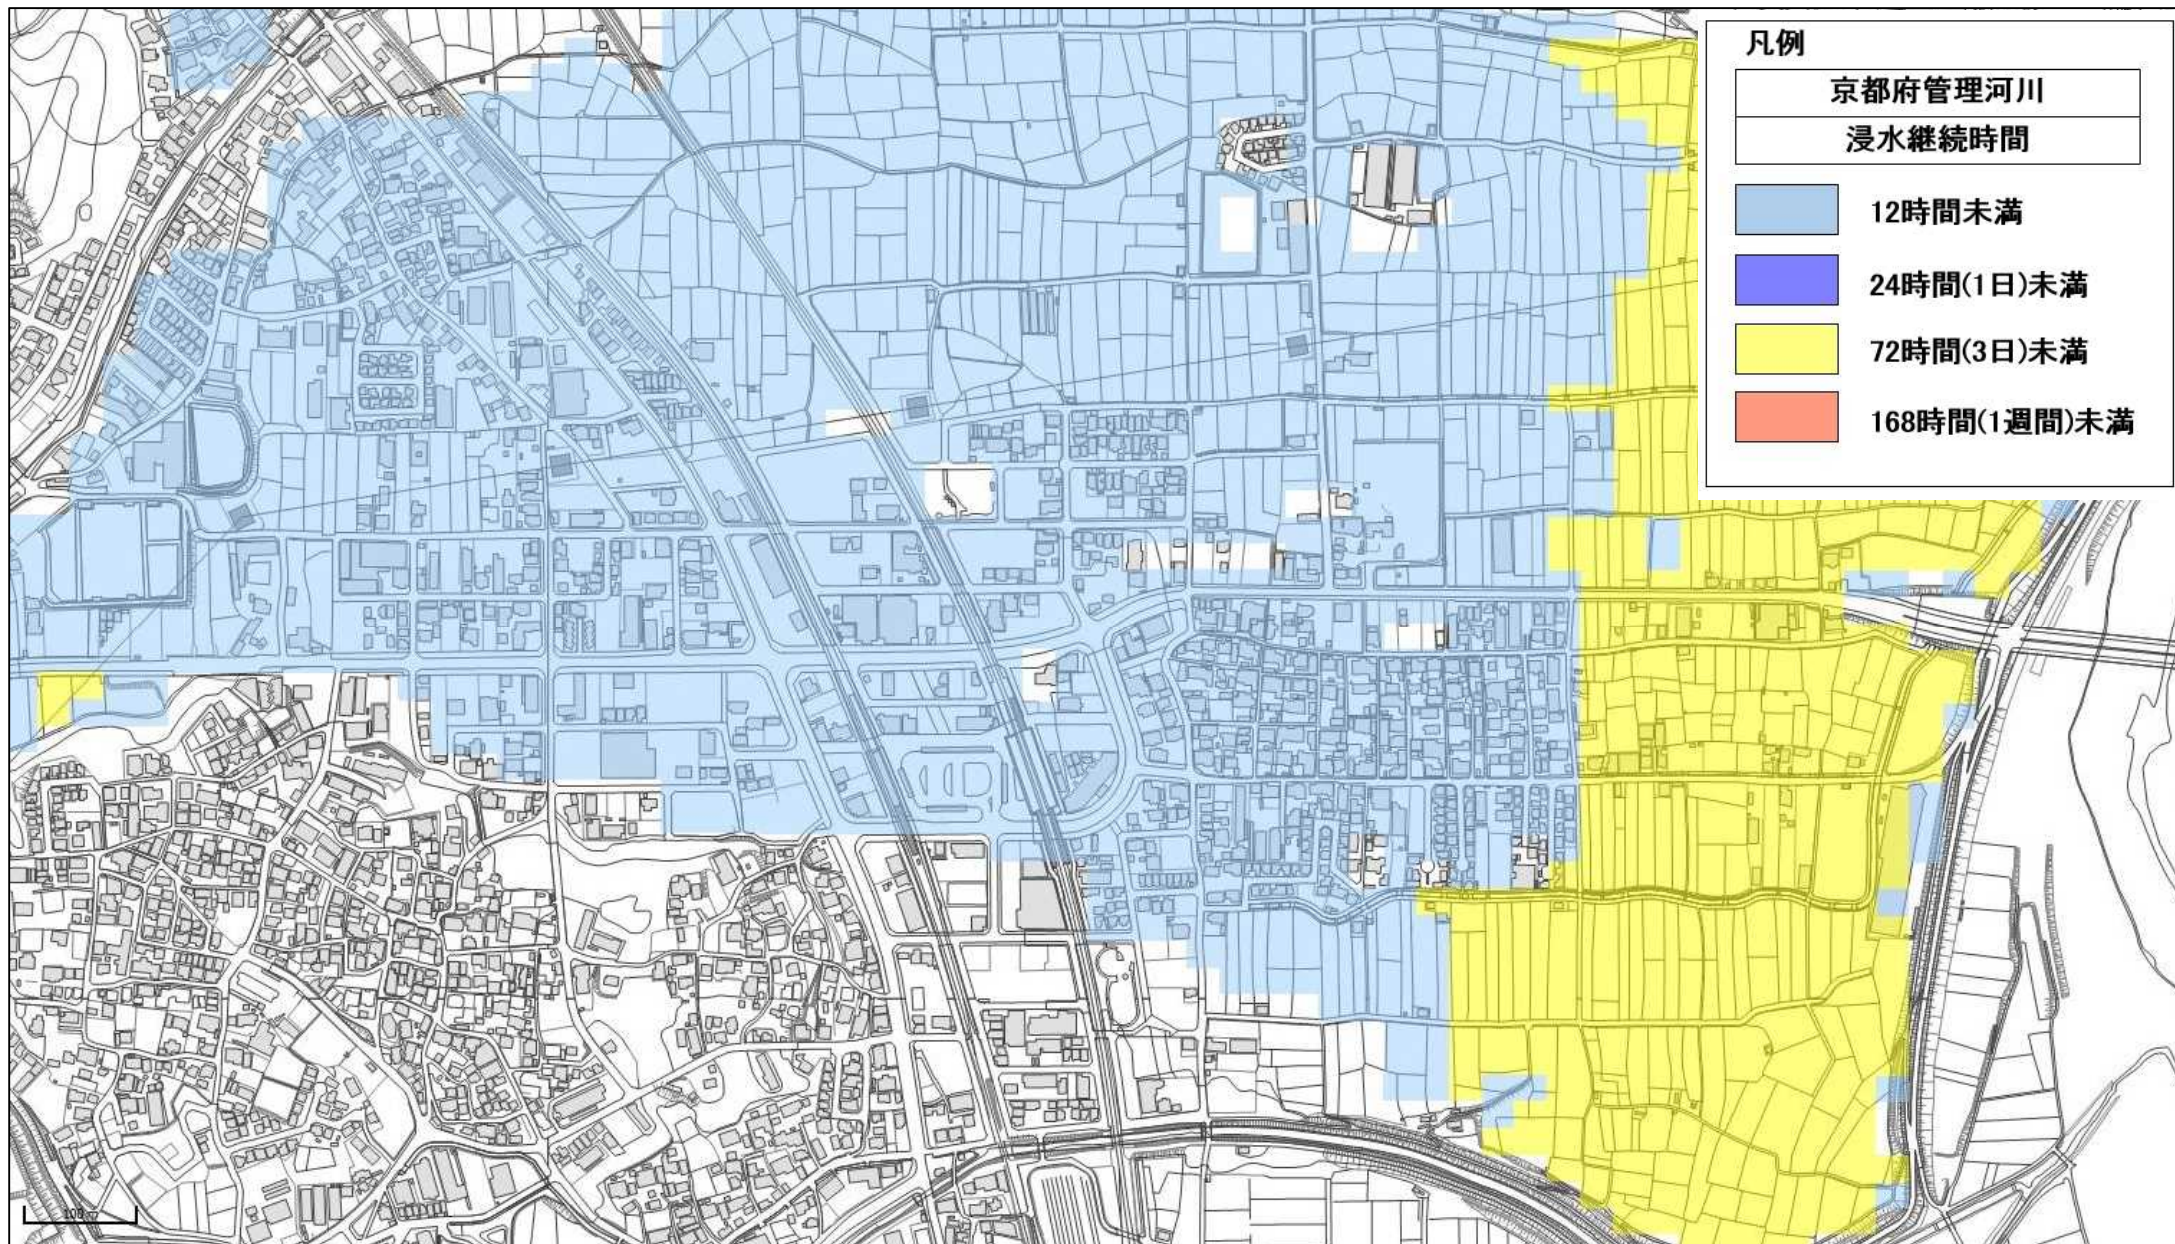 凡例
京都府管理河川
浸水継続時間
12時間未満
24時間(1日)未満
72時間(3日)未満
168時間(1週間)未満
100 m